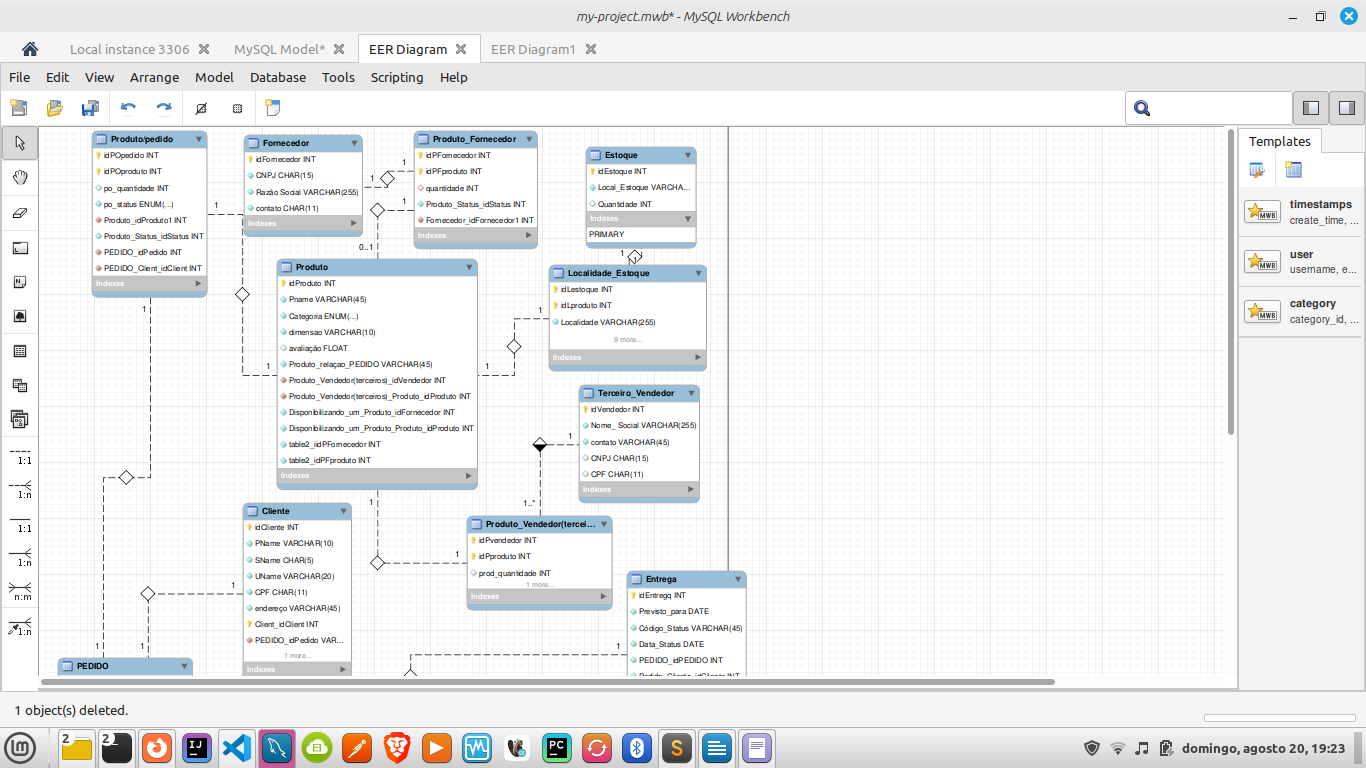 my-project.mwb* - MySQL Workbench
Local instance 3306
MySQL Model*
EER Diagram
EER Diagram1
File Edit View Arrange Model Database Tools Scripting Help
Produto/pedido
idPOpedido INT
idPOproduto INT
po_quantidade INT
po_status ENUM(...)
Produto_idProduto1 INT
Produto_Status_idStatus INT
PEDIDO_idPedido INT
PEDIDO_Client_idClient INT
Indexes
Fornecedor
idFornecedor INT
CNPJ CHAR(15)
Razão Social VARCHAR(255)
contato CHAR(11)
Indexes
Produto_Fornecedor
idPFornecedor INT
idPFproduto INT
quantidade INT
Produto_Status_idStatus INT
Fornecedor_idFornecedor1 INT
Indexes
Estoque
idEstoque INT
Local_Estoque VARCHA...
Quantidade INT
Indexes
PRIMARY
1
1
1
1
0..1
1
Produto
idProduto INT
Pname VARCHAR(45)
Categoria ENUM(...)
dimensao VARCHAR(10)
avaliação FLOAT
Produto_relaçao_PEDIDO VARCHAR(45)
Produto_Vendedor(terceiros)_idVendedor INT
Produto_Vendedor(terceiros)_Produto_idProduto INT
Disponibilizando_um_Produto_idFornecedor INT
Disponibilizando_um_Produto_Produto_idProduto INT
table2_iidPFornecedor INT
table2_idPFproduto INT
Indexes
Localidade_Estoque
idLestoque INT
idLproduto INT
Localidade VARCHAR(255)
9 more...
Indexes
1
1
1
1
Terceiro_Vendedor
idVendedor INT
Nome_ Social VARCHAR(255)
contato VARCHAR(45)
CNPJ CHAR(15)
CPF CHAR(11)
Indexes
1
1..*
1
1
Cliente
idCliente INT
PName VARCHAR(10)
SName CHAR(5)
UName VARCHAR(20)
CPF CHAR(11)
endereço VARCHAR(45)
Client_idClient INT
PEDIDO_idPedido VAR...
1 more...
Indexes
Produto_Vendedor(tercei...
idPvendedor INT
idPproduto INT
prod_quantidade INT
1 more...
Indexes
Entrega
idEntregq INT
Previsto_para DATE
Código_Status VARCHAR(45)
Data_Status DATE
PEDIDO_idPEDIDO INT
1
1
1
1
PEDIDO
1:1
1:n
1:1
1:n
n:m
1:n
Templates
timestamps
create_time, ...
user
username, e...
category
category_id, ...
MWB
MWB
MWB
1 object(s) deleted.
2
2
IJ
PC
S
domingo, agosto 20, 19:23